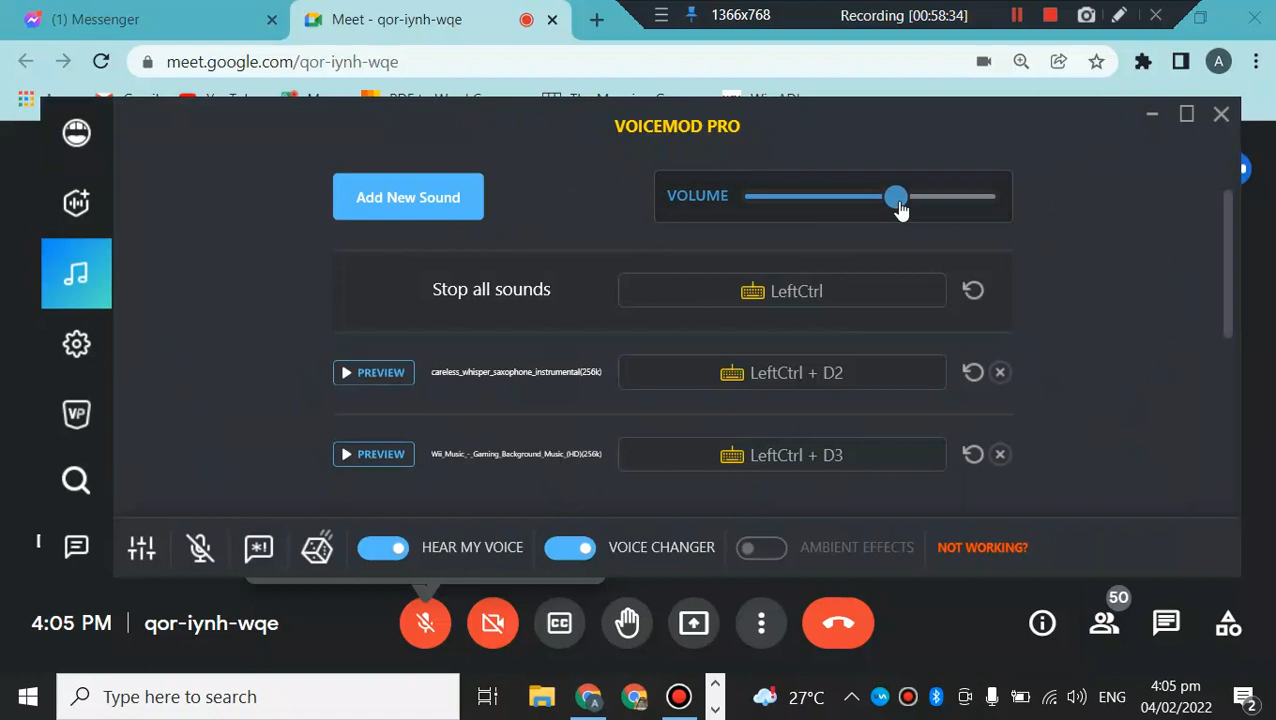 (1) Messenger
Meet - qor-iynh-wqe
1366x768
Recording [00:58:34]
meet.google.com/qor-iynh-wqe
A
VOICEMOD PRO
Add New Sound
VOLUME
Stop all sounds
LeftCtrl
PREVIEW
careless_whisper_saxophone_instrumental(256k)
LeftCtrl + D2
PREVIEW
Wii_Music_-_Gaming_Background_Music_(HD)(256k)
LeftCtrl + D3
VP
HEAR MY VOICE
VOICE CHANGER
AMBIENT EFFECTS
NOT WORKING?
4:05 PM
qor-iynh-wqe
50
Type here to search
27°C
ENG
4:05 pm
04/02/2022
2